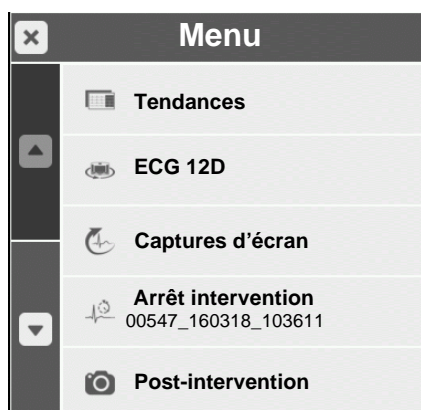 Menu
Tendances
ECG 12D
Captures d’écran
Arrêt intervention
00547_160318_103611
Post-intervention